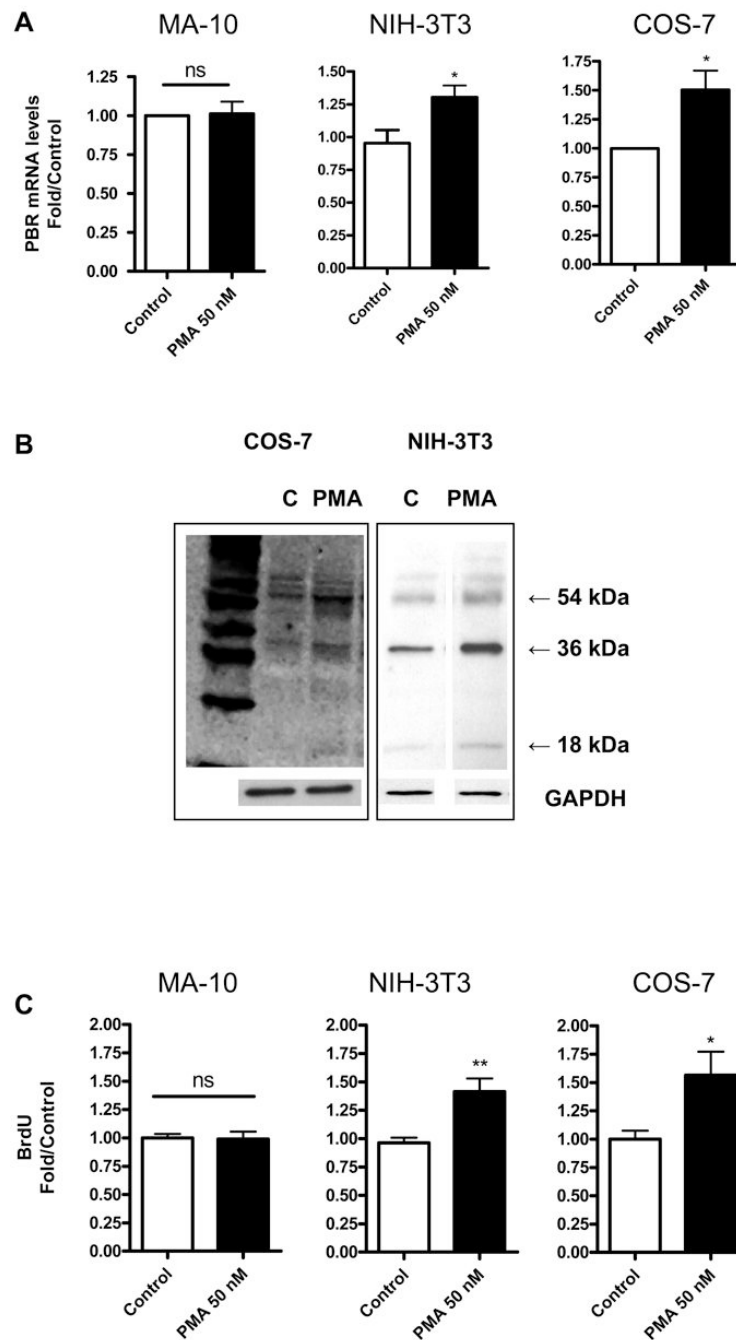 A
MA-10
NIH-3T3
COS-7
PBR mRNA levels
Fold/Control
1.25
1.00
0.75
0.50
0.25
0.00
ns
Control
PMA 50 nM
1.50
1.25
1.00
0.75
0.50
0.25
0.00
*
Control
PMA 50 nM
1.75
1.50
1.25
1.00
0.75
0.50
0.25
0.00
*
Control
PMA 50 nM
B
COS-7
NIH-3T3
C PMA
C PMA
← 54 kDa
← 36 kDa
← 18 kDa
GAPDH
C
MA-10
NIH-3T3
COS-7
BrdU
Fold/Control
2.00
1.75
1.50
1.25
1.00
0.75
0.50
0.25
0.00
ns
Control
PMA 50 nM
2.00
1.75
1.50
1.25
1.00
0.75
0.50
0.25
0.00
**
Control
PMA 50 nM
2.00
1.75
1.50
1.25
1.00
0.75
0.50
0.25
0.00
*
Control
PMA 50 nM